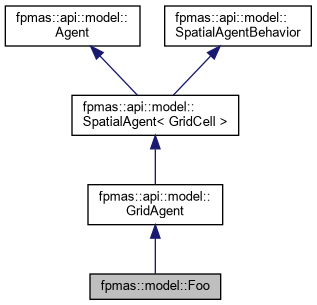 fpmas::api::model::
Agent
fpmas::api::model::
SpatialAgentBehavior
fpmas::api::model::
SpatialAgent< GridCell >
fpmas::api::model::
GridAgent
fpmas::model::Foo